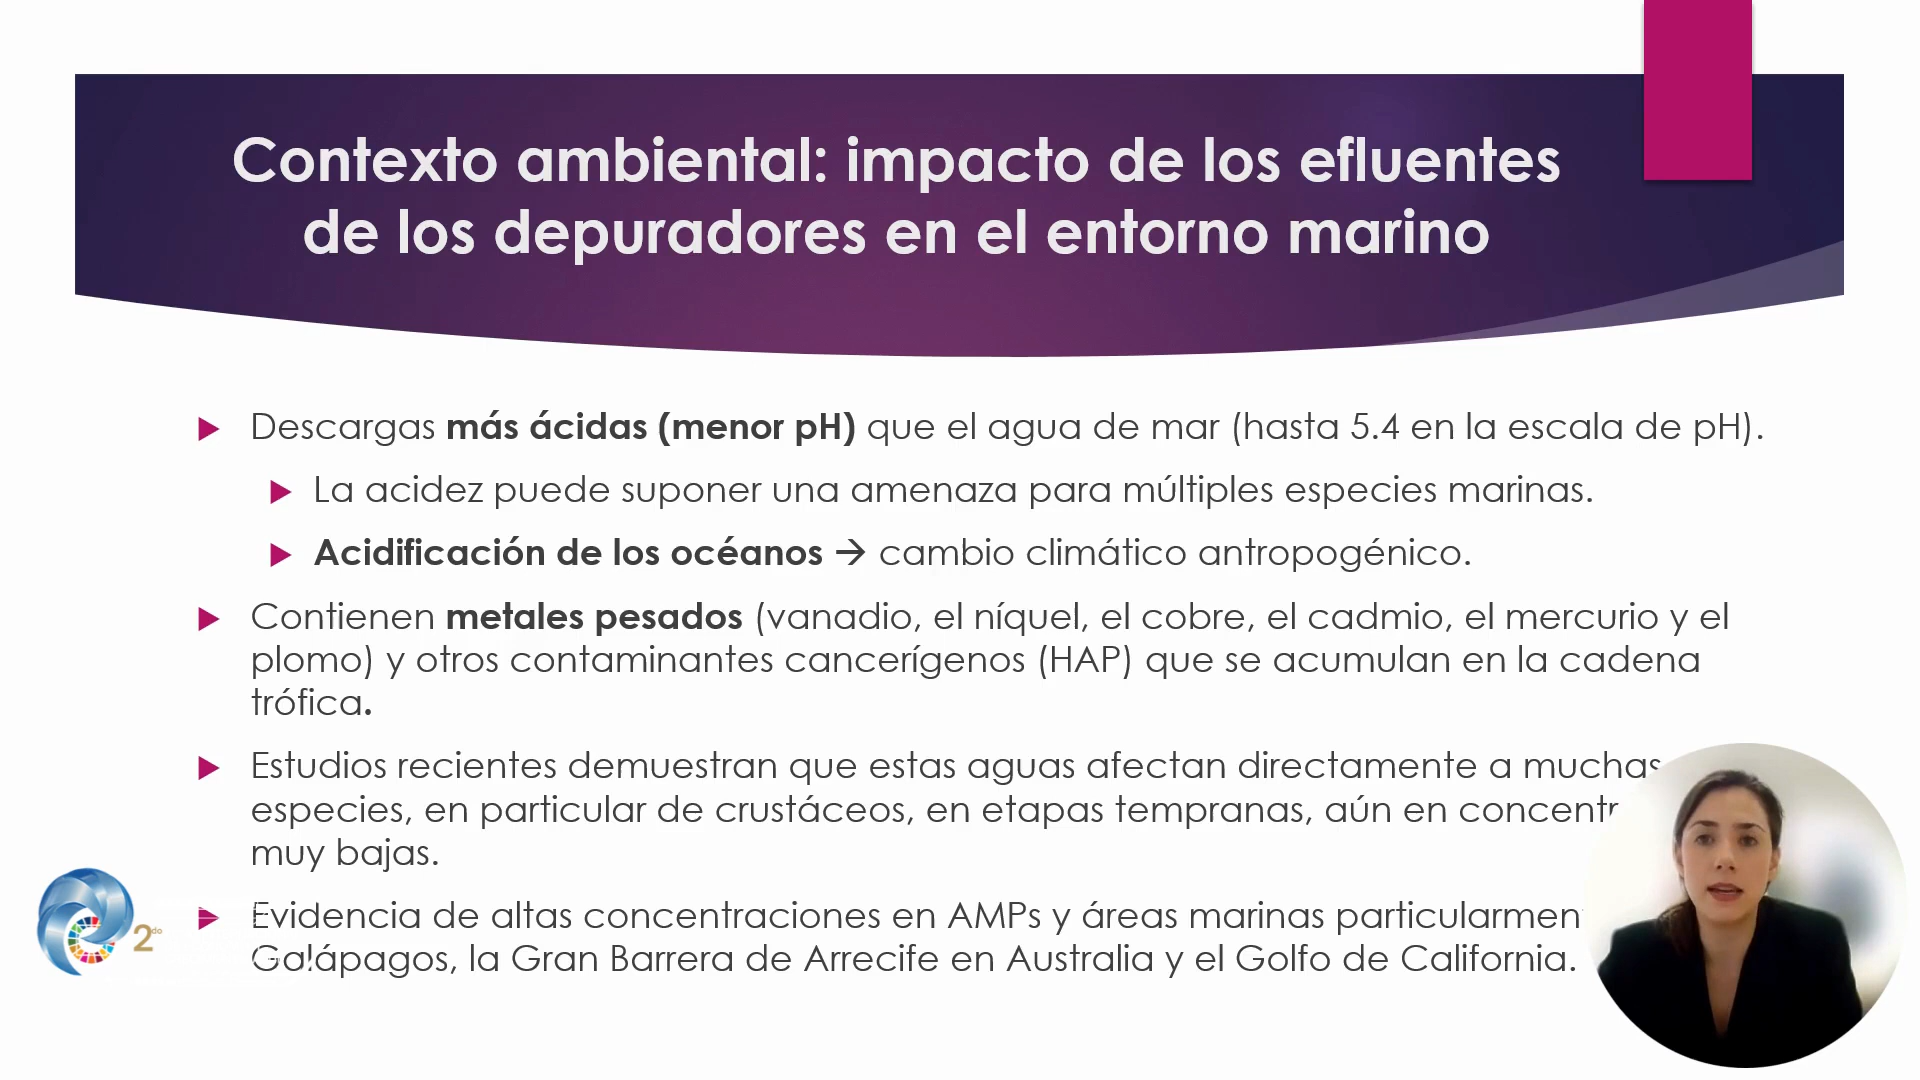 Contexto ambiental: impacto de los efluentes
de los depuradores en el entorno marino
Descargas más ácidas (menor pH) que el agua de mar (hasta 5.4 en la escala de pH).
La acidez puede suponer una amenaza para múltiples especies marinas.
Acidificación de los océanos → cambio climático antropogénico.
Contienen metales pesados (vanadio, el níquel, el cobre, el cadmio, el mercurio y el
plomo) y otros contaminantes cancerígenos (HAP) que se acumulan en la cadena
trófica.
Estudios recientes demuestran que estas aguas afectan directamente a muchas
especies, en particular de crustáceos, en etapas tempranas, aún en
muy bajas.
Evidencia de altas concentraciones en AMPs y áreas marinas
Galápagos, la Gran Barrera de Arrecife en Australia y el Golfo de California.
2do